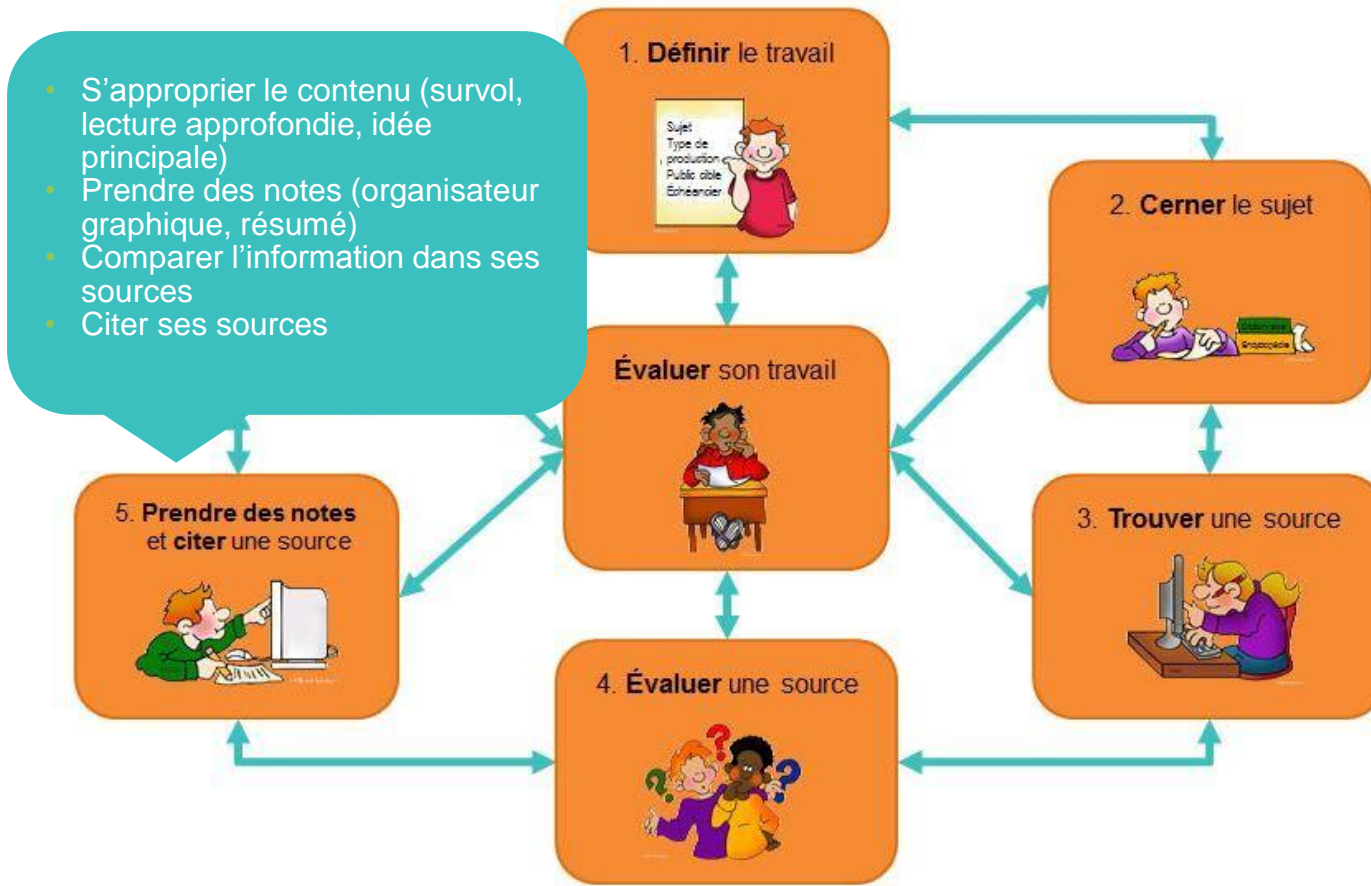 • S’approprier le contenu (survol,
lecture approfondie, idée
principale)
• Prendre des notes (organisateur
graphique, résumé)
• Comparer l’information dans ses
sources
• Citer ses sources
1. Définir le travail
Sujet
Type de
production
Public cible
Échéancier
2. Cerner le sujet
Dictionnaire
Encyclopédie
Évaluer son travail
3. Trouver une source
4. Évaluer une source
5. Prendre des notes
et citer une source